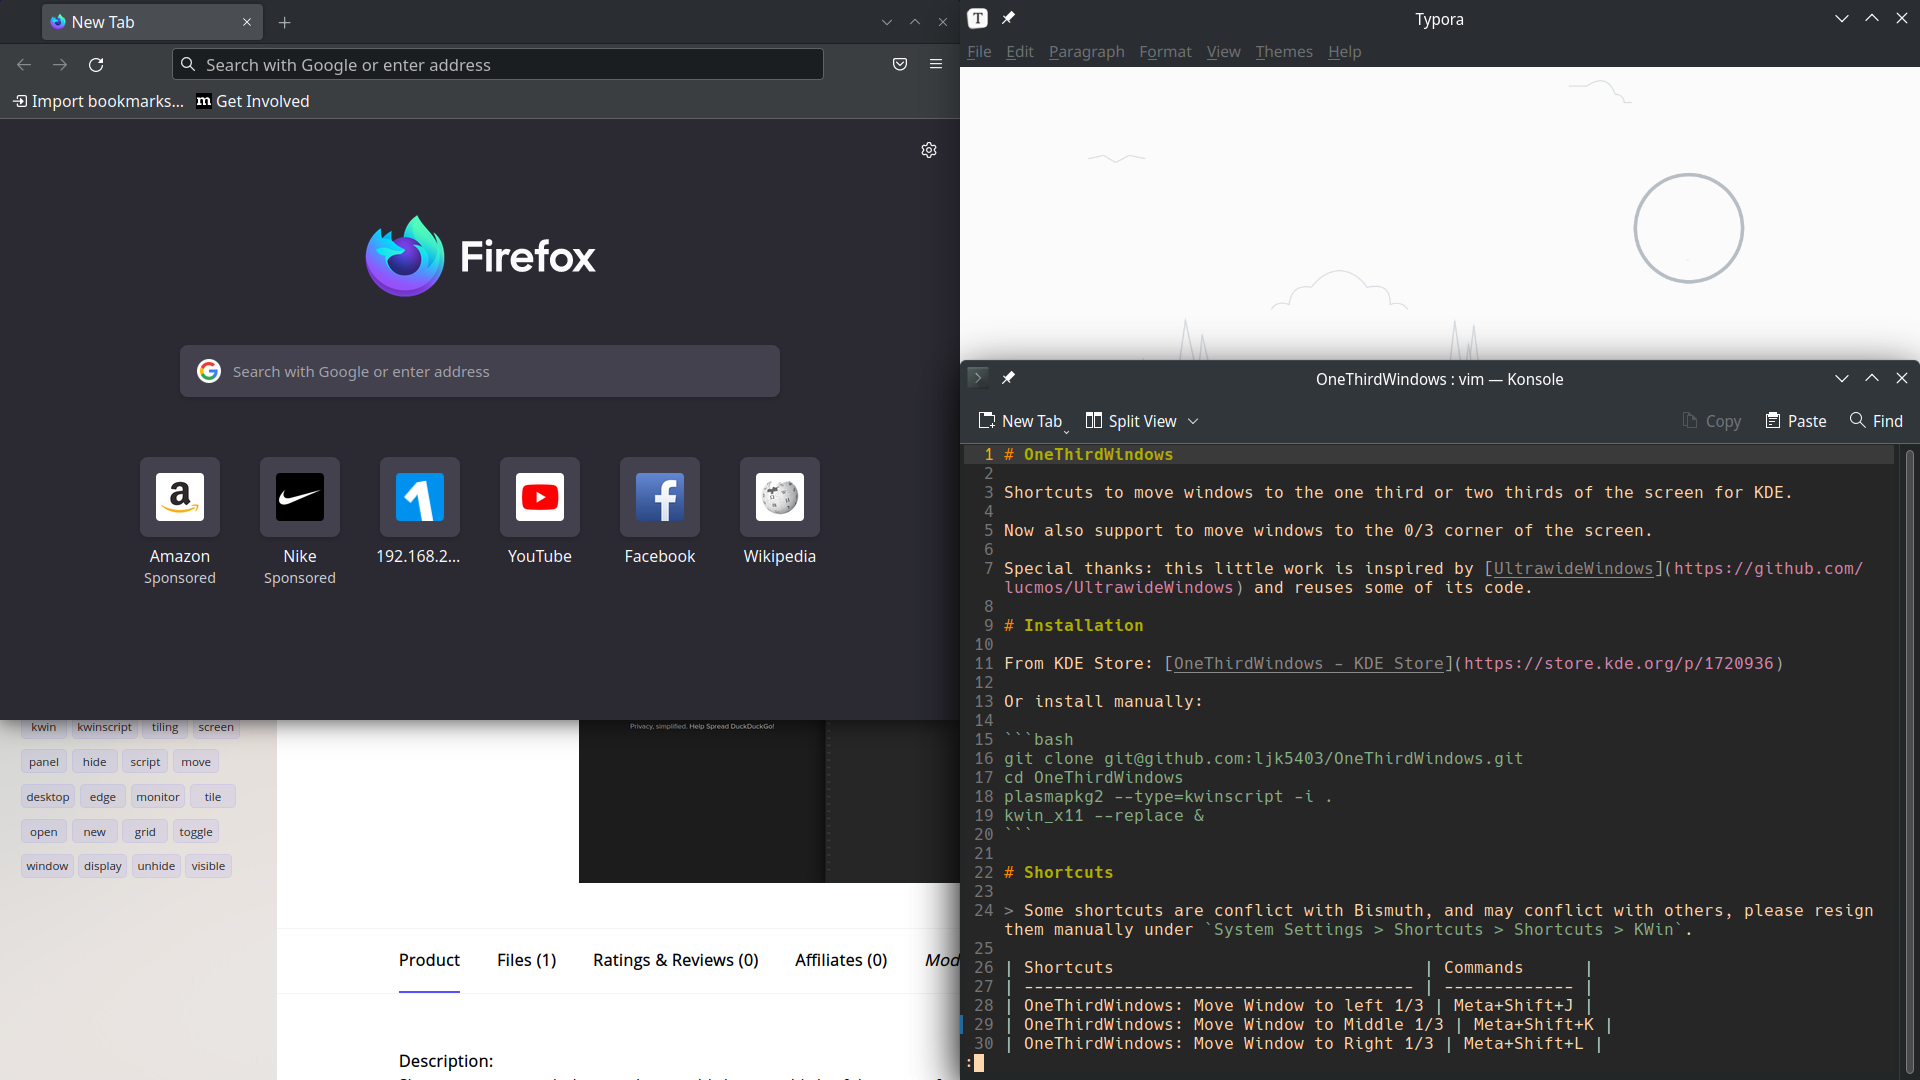 New Tab
Search with Google or enter address
Import bookmarks...
Get Involved
Firefox
Search with Google or enter address
Amazon
Sponsored
Nike
Sponsored
192.168.2...
YouTube
Facebook
Wikipedia
kwin kwinscript tiling screen
panel hide script move
desktop edge monitor tile
open new grid toggle
window display unhide visible
Privacy, simplified. Help Spread DuckDuckGo!
Product Files (1) Ratings & Reviews (0) Affiliates (0) Mod
Description:
Typora
File Edit Paragraph Format View Themes Help
OneThirdWindows : vim — Konsole
New Tab Split View Copy Paste Find
1 # OneThirdWindows
2
3 Shortcuts to move windows to the one third or two thirds of the screen for KDE.
4
5 Now also support to move windows to the 0/3 corner of the screen.
6
7 Special thanks: this little work is inspired by [UltrawideWindows](https://github.com/
lucmos/UltrawideWindows) and reuses some of its code.
8
9 # Installation
10
11 From KDE Store: [OneThirdWindows - KDE Store](https://store.kde.org/p/1720936)
12
13 Or install manually:
14
15 ```bash
16 git clone git@github.com:ljk5403/OneThirdWindows.git
17 cd OneThirdWindows
18 plasmapkg2 --type=kwinscript -i .
19 kwin_x11 --replace &
20 ```
21
22 # Shortcuts
23
24 > Some shortcuts are conflict with Bismuth, and may conflict with others, please resign
them manually under `System Settings > Shortcuts > Shortcuts > KWin`.
25
26 | Shortcuts | Commands |
27 | --------------------------------------- | ------------- |
28 | OneThirdWindows: Move Window to left 1/3 | Meta+Shift+J |
29 | OneThirdWindows: Move Window to Middle 1/3 | Meta+Shift+K |
30 | OneThirdWindows: Move Window to Right 1/3 | Meta+Shift+L |
: